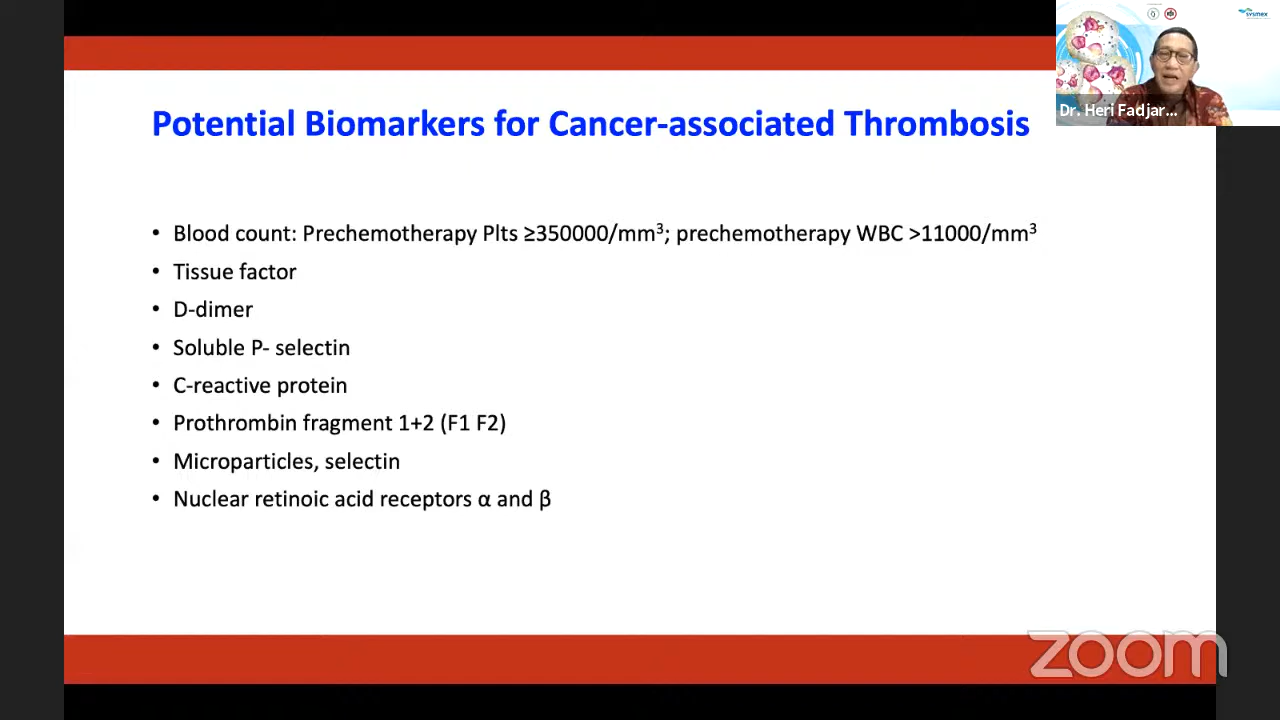 sysmex
Dr. Heri Fadjar...
Potential Biomarkers for Cancer-associated Thrombosis
• Blood count: Prechemotherapy Plts ≥350000/mm³; prechemotherapy WBC >11000/mm³
• Tissue factor
• D-dimer
• Soluble P- selectin
• C-reactive protein
• Prothrombin fragment 1+2 (F1 F2)
• Microparticles, selectin
• Nuclear retinoic acid receptors α and β
zoom